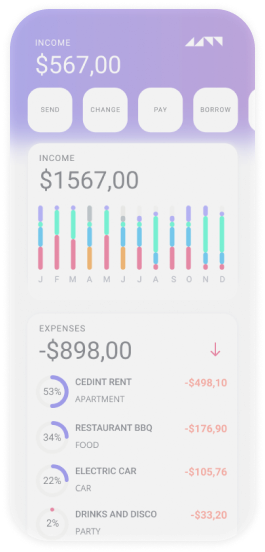 INCOME
$567,00
SEND
CHANGE
PAY
BORROW
INCOME
$1567,00
J F M A M J J A S O N D
EXPENSES
-$898,00
53% CEDINT RENT -$498,10
APARTMENT
34% RESTAURANT BBQ -$176,90
FOOD
22% ELECTRIC CAR -$105,76
CAR
2% DRINKS AND DISCO -$33,20
PARTY